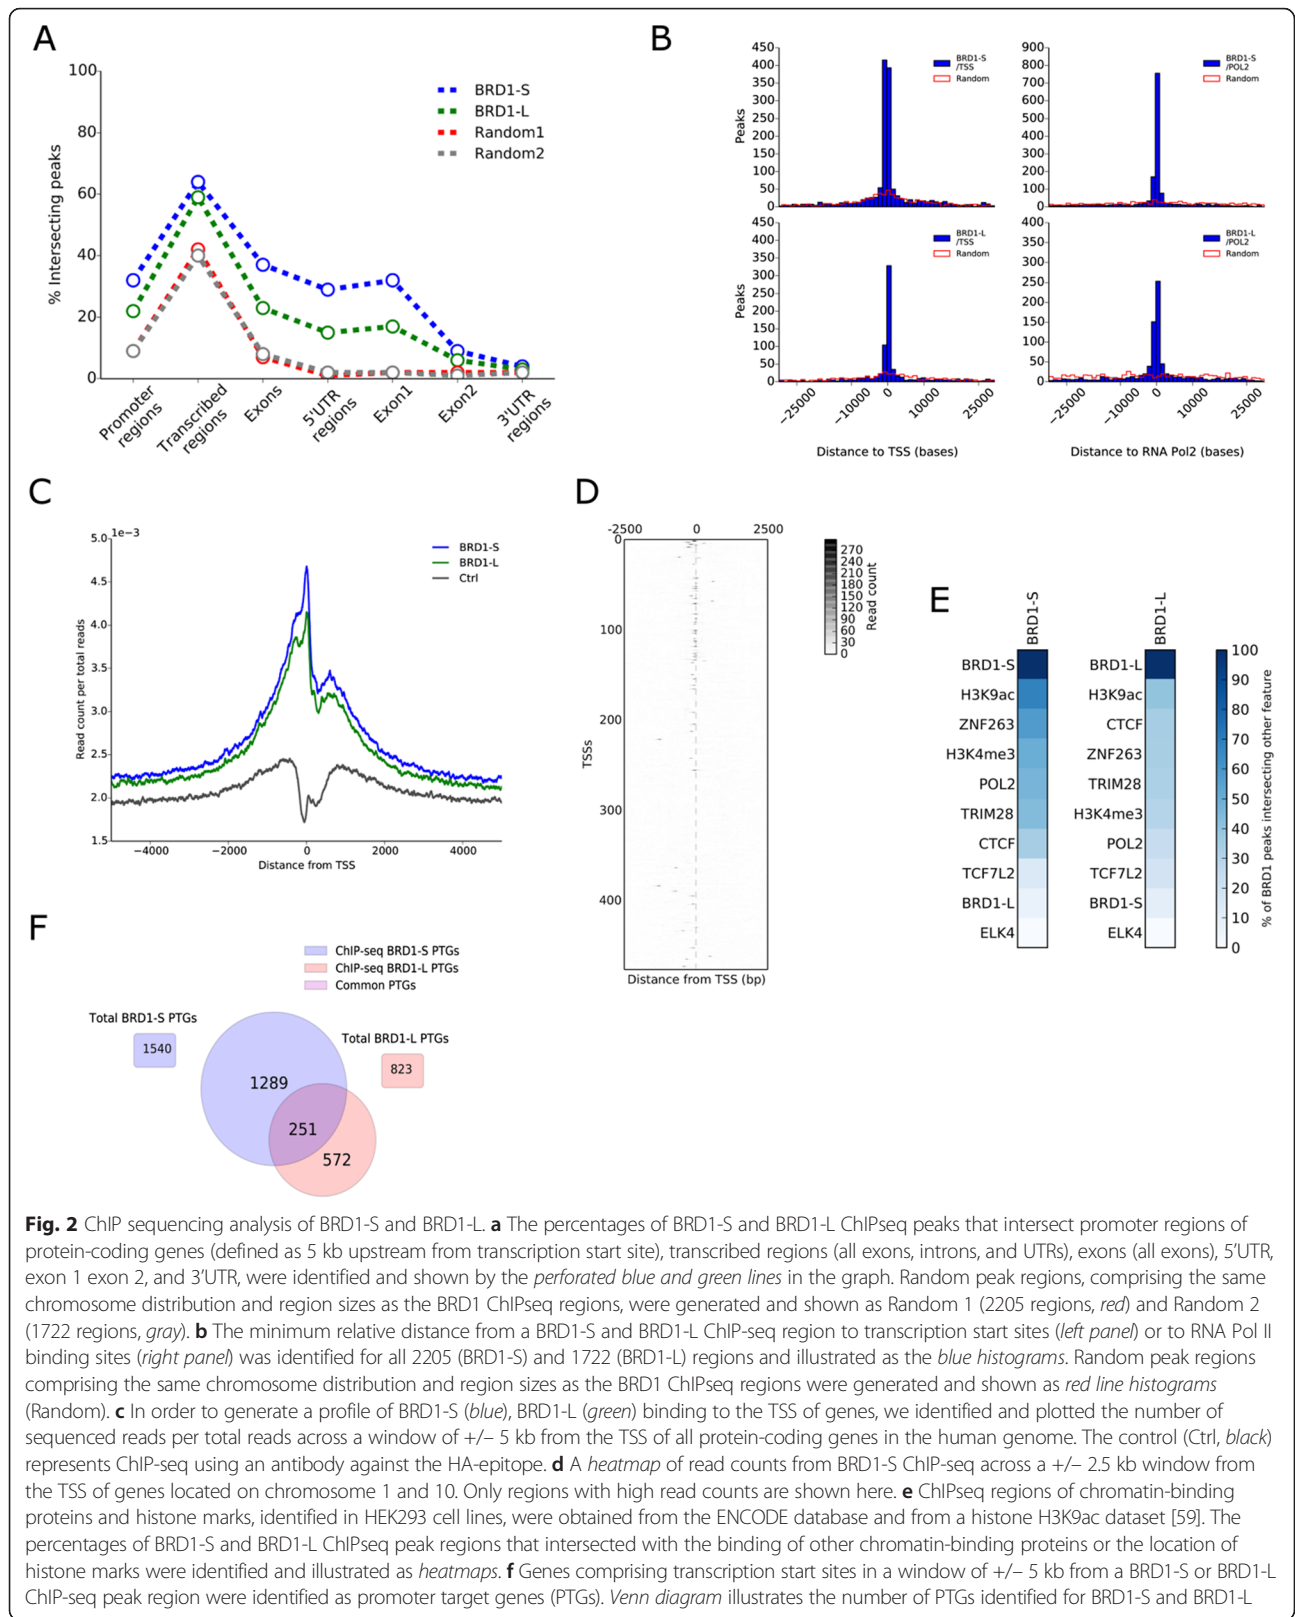 A
100
80
60
40
20
0
% Intersecting peaks
BRD1-S
BRD1-L
Random1
Random2
Promoter regions
Transcribed regions
Exons
5'UTR regions
Exon1
Exon2
3'UTR regions
B
450
400
350
300
250
200
150
100
50
0
Peaks
BRD1-S
/TSS
Random
900
800
700
600
500
400
300
200
100
0
BRD1-S
/POL2
Random
450
400
350
300
250
200
150
100
50
0
Peaks
BRD1-L
/TSS
Random
−25000
−10000
0
10000
25000
Distance to TSS (bases)
400
350
300
250
200
150
100
50
0
BRD1-L
/POL2
Random
−25000
−10000
0
10000
25000
Distance to RNA Pol2 (bases)
C
1e−3
5.0
4.5
4.0
3.5
3.0
2.5
2.0
1.5
Read count per total reads
BRD1-S
BRD1-L
Ctrl
−4000
−2000
0
2000
4000
Distance from TSS
D
-2500
0
2500
0
100
200
300
400
TSSs
Distance from TSS (bp)
270
240
210
180
150
120
90
60
30
0
Read count
E
BRD1-S
BRD1-S
H3K9ac
ZNF263
H3K4me3
POL2
TRIM28
CTCF
TCF7L2
BRD1-L
ELK4
BRD1-L
BRD1-L
H3K9ac
CTCF
ZNF263
TRIM28
H3K4me3
POL2
TCF7L2
BRD1-S
ELK4
100
90
80
70
60
50
40
30
20
10
0
% of BRD1 peaks intersecting other feature
F
ChIP-seq BRD1-S PTGs
ChIP-seq BRD1-L PTGs
Common PTGs
Total BRD1-S PTGs
1540
Total BRD1-L PTGs
823
1289
251
572
Fig. 2 ChIP sequencing analysis of BRD1-S and BRD1-L. a The percentages of BRD1-S and BRD1-L ChIPseq peaks that intersect promoter regions of
protein-coding genes (defined as 5 kb upstream from transcription start site), transcribed regions (all exons, introns, and UTRs), exons (all exons), 5′UTR,
exon 1 exon 2, and 3′UTR, were identified and shown by the perforated blue and green lines in the graph. Random peak regions, comprising the same
chromosome distribution and region sizes as the BRD1 ChIPseq regions, were generated and shown as Random 1 (2205 regions, red) and Random 2
(1722 regions, gray). b The minimum relative distance from a BRD1-S and BRD1-L ChIP-seq region to transcription start sites (left panel) or to RNA Pol II
binding sites (right panel) was identified for all 2205 (BRD1-S) and 1722 (BRD1-L) regions and illustrated as the blue histograms. Random peak regions
comprising the same chromosome distribution and region sizes as the BRD1 ChIPseq regions were generated and shown as red line histograms
(Random). c In order to generate a profile of BRD1-S (blue), BRD1-L (green) binding to the TSS of genes, we identified and plotted the number of
sequenced reads per total reads across a window of +/− 5 kb from the TSS of all protein-coding genes in the human genome. The control (Ctrl, black)
represents ChIP-seq using an antibody against the HA-epitope. d A heatmap of read counts from BRD1-S ChIP-seq across a +/− 2.5 kb window from
the TSS of genes located on chromosome 1 and 10. Only regions with high read counts are shown here. e ChIPseq regions of chromatin-binding
proteins and histone marks, identified in HEK293 cell lines, were obtained from the ENCODE database and from a histone H3K9ac dataset [59]. The
percentages of BRD1-S and BRD1-L ChIPseq peak regions that intersected with the binding of other chromatin-binding proteins or the location of
histone marks were identified and illustrated as heatmaps. f Genes comprising transcription start sites in a window of +/− 5 kb from a BRD1-S or BRD1-L
ChIP-seq peak region were identified as promoter target genes (PTGs). Venn diagram illustrates the number of PTGs identified for BRD1-S and BRD1-L